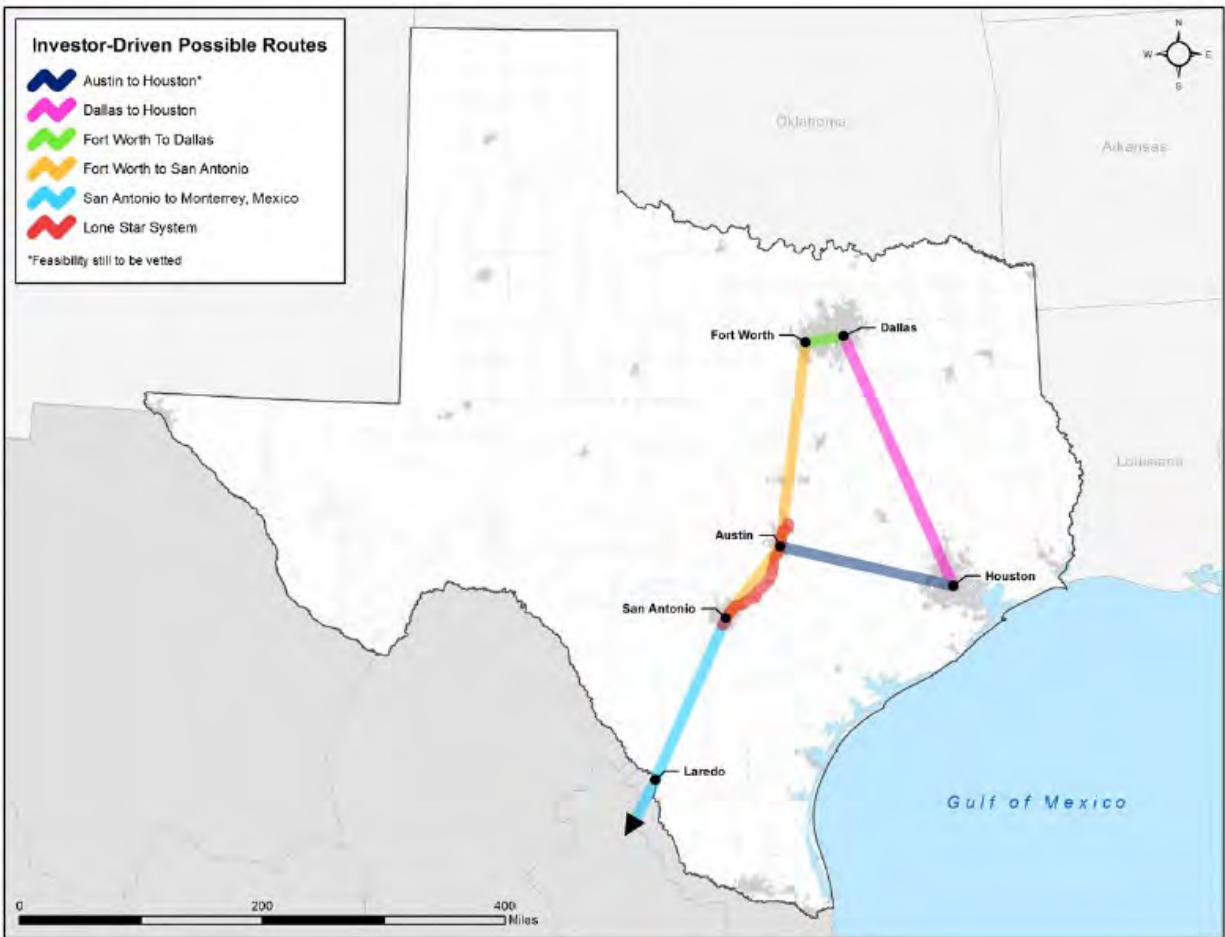 Investor-Driven Possible Routes
Austin to Houston*
Dallas to Houston
Fort Worth To Dallas
Fort Worth to San Antonio
San Antonio to Monterrey, Mexico
Lone Star System
*Feasibility still to be vetted
N
W E
S
Oklahoma
Arkansas
Fort Worth
Dallas
Louisiana
Austin
Houston
San Antonio
Laredo
Gulf of Mexico
0 200 400
Miles